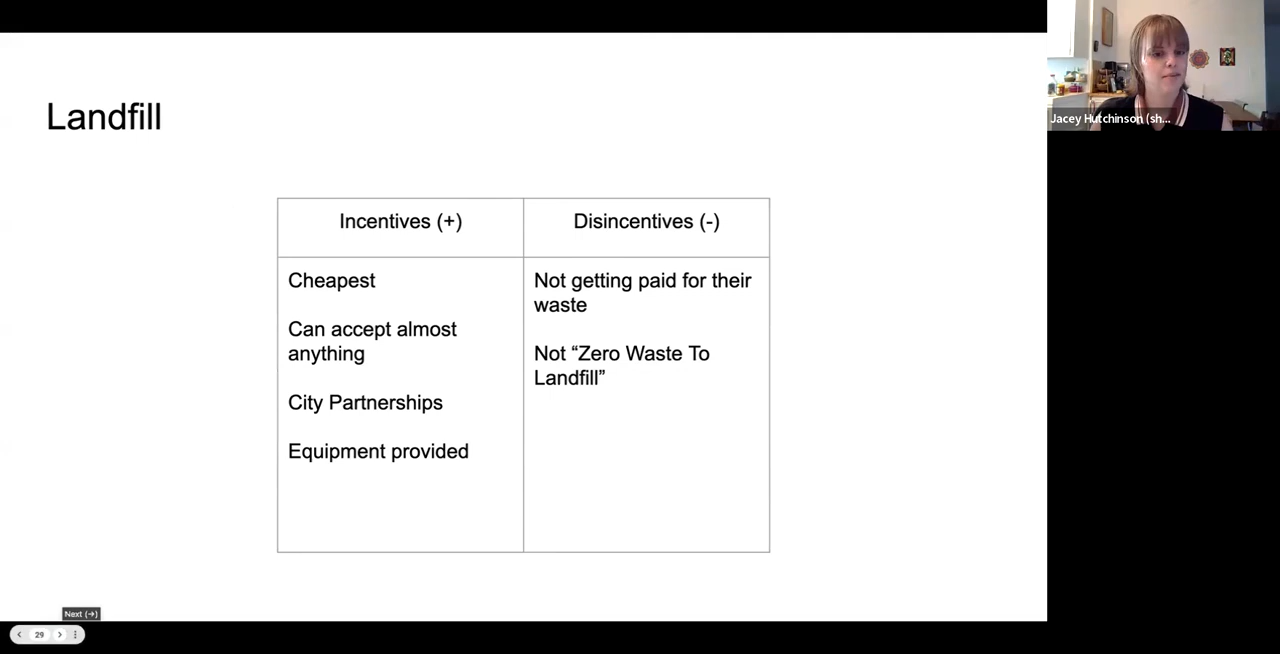 Landfill
Incentives (+)
Disincentives (-)
Cheapest
Can accept almost
anything
City Partnerships
Equipment provided
Not getting paid for their
waste
Not “Zero Waste To
Landfill”
Jacey Hutchinson (sh...
Next (→)
29